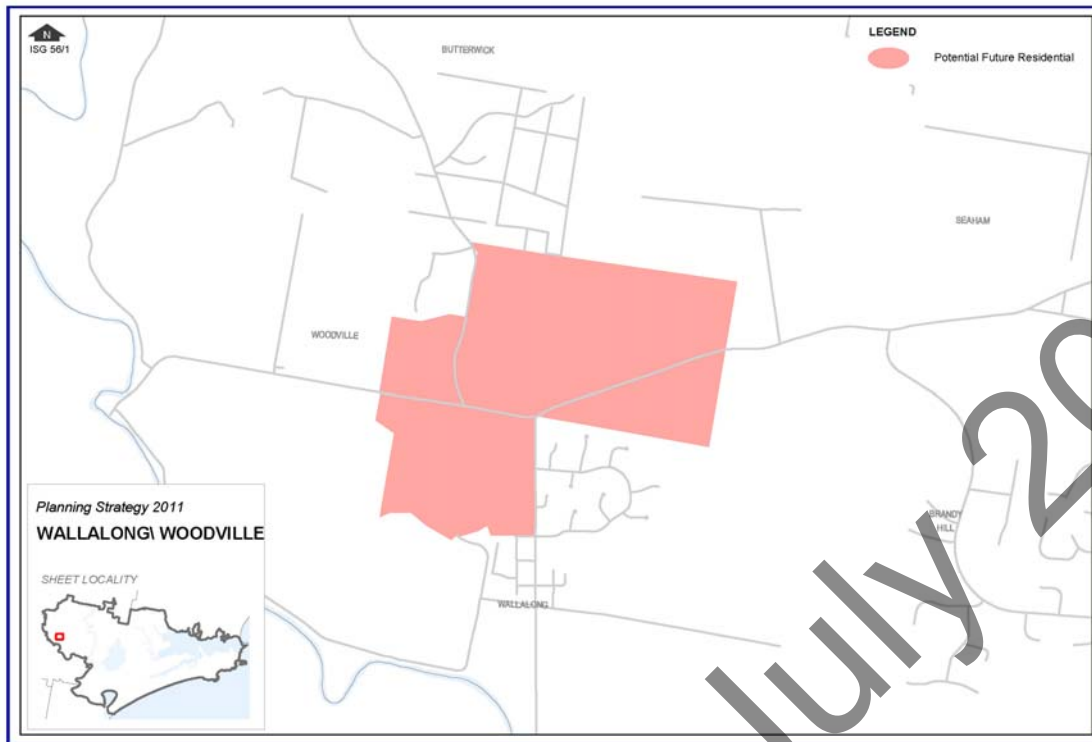 N
ISG 56/1
BUTTERWICK
LEGEND
Potential Future Residential
SEAHAM
WOODVILLE
BRANDY
HILL
WALLALONG
Planning Strategy 2011
WALLALONG\ WOODVILLE
SHEET LOCALITY
July 20